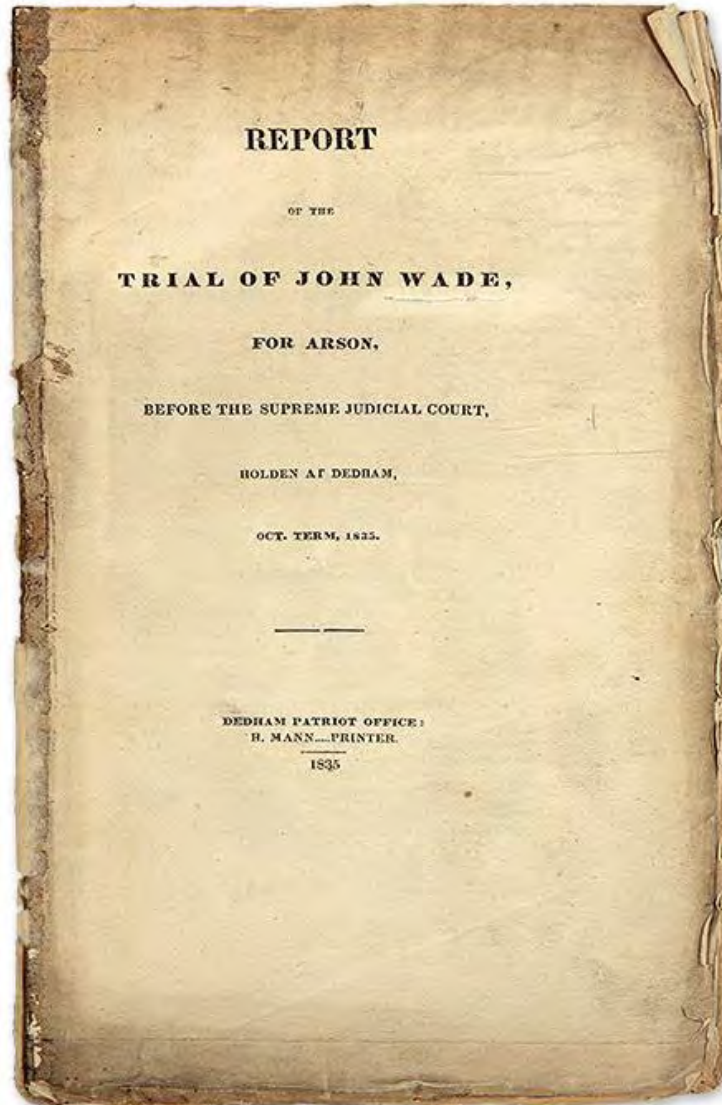 REPORT
OF THE
TRIAL OF JOHN WADE,
FOR ARSON,
BEFORE THE SUPREME JUDICIAL COURT,
HOLDEN AT DEDHAM,
OCT. TERM, 1835.
DEDHAM PATRIOT OFFICE:
H. MANN....PRINTER.
1835